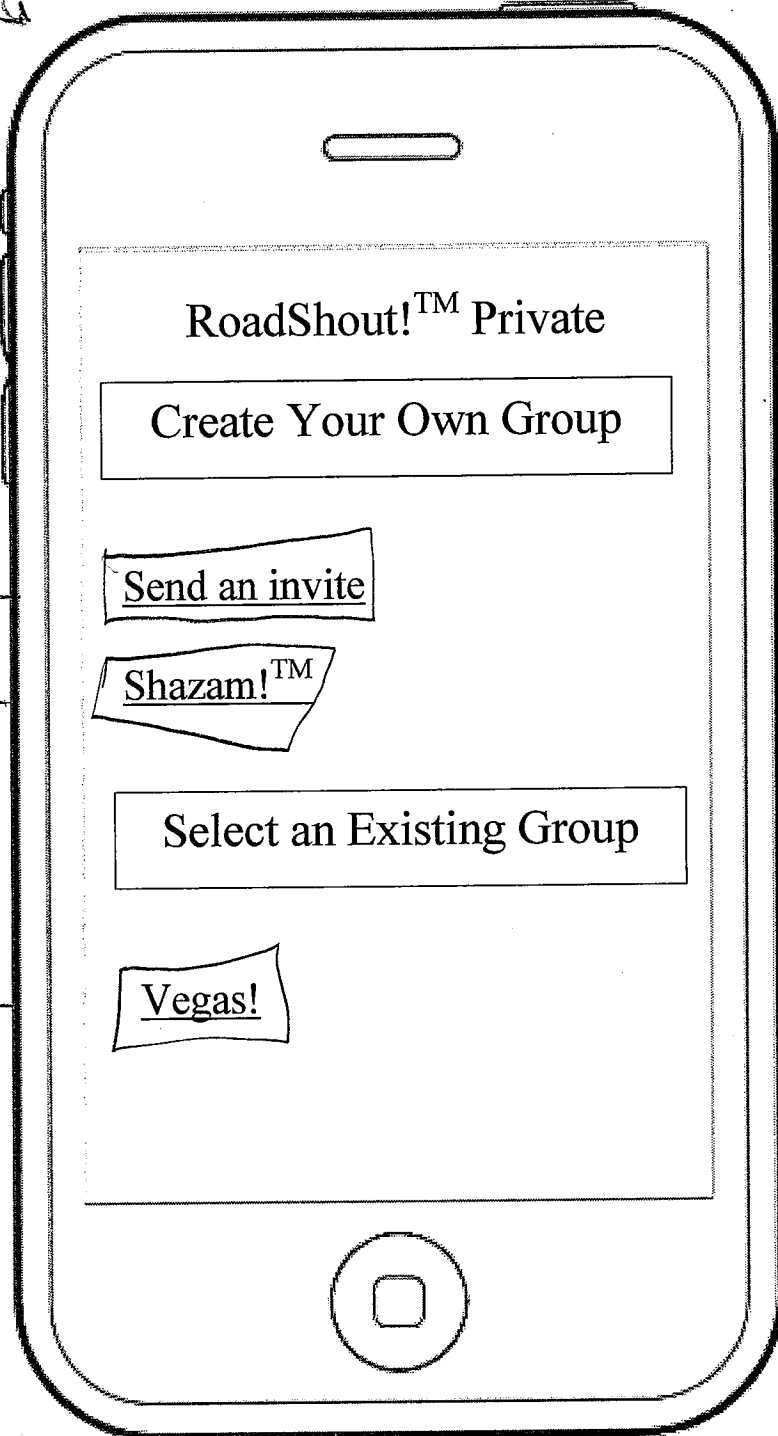 RoadShout!™ Private
Create Your Own Group
Send an invite
Shazam!™
Select an Existing Group
Vegas!